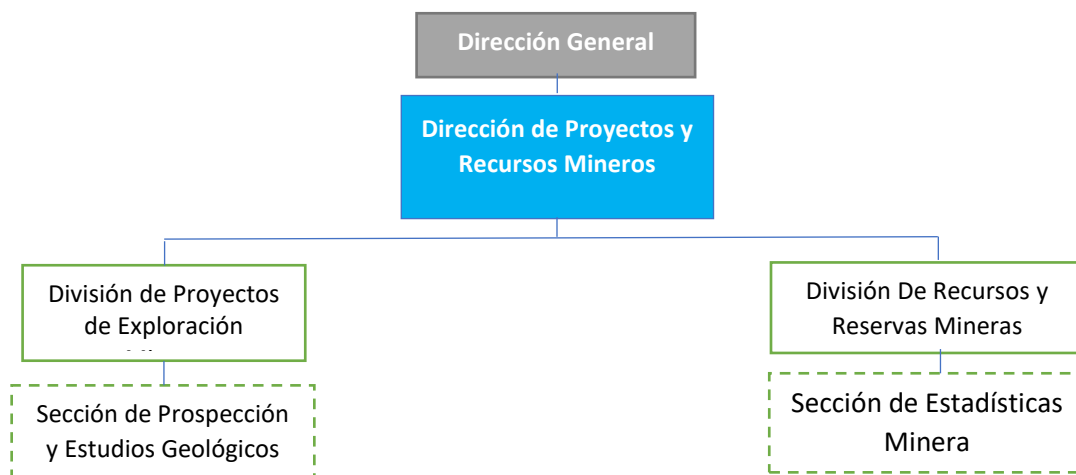 Dirección General
Dirección de Proyectos y
Recursos Mineros
División de Proyectos
de Exploración
División De Recursos y
Reservas Mineras
Sección de Prospección
y Estudios Geológicos
Sección de Estadísticas
Minera